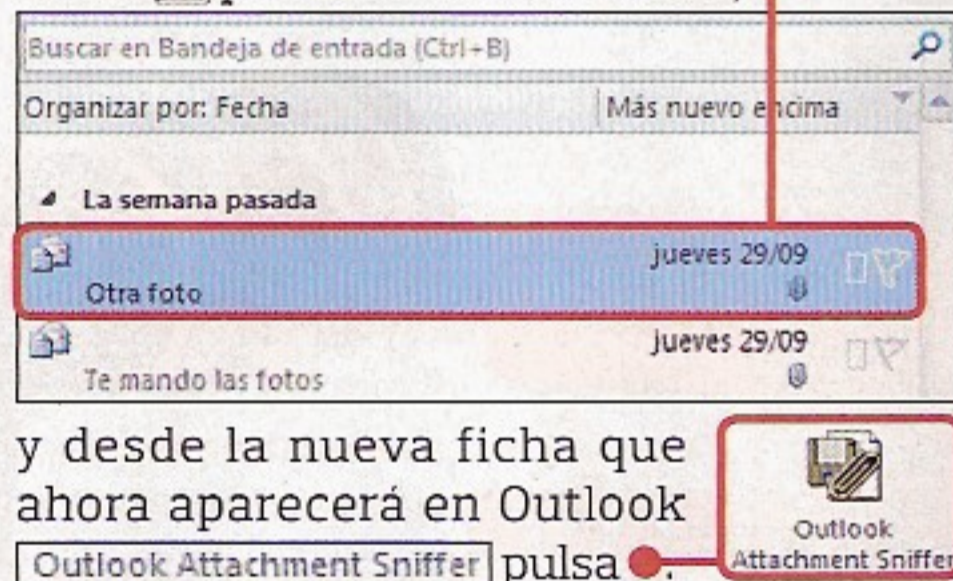 Buscar en Bandeja de entrada (Ctrl+B)
Organizar por: Fecha Más nuevo encima
La semana pasada
jueves 29/09
Otra foto
jueves 29/09
Te mando las fotos
y desde la nueva ficha que
ahora aparecerá en Outlook
Outlook Attachment Sniffer pulsa .
Outlook
Attachment Sniffer